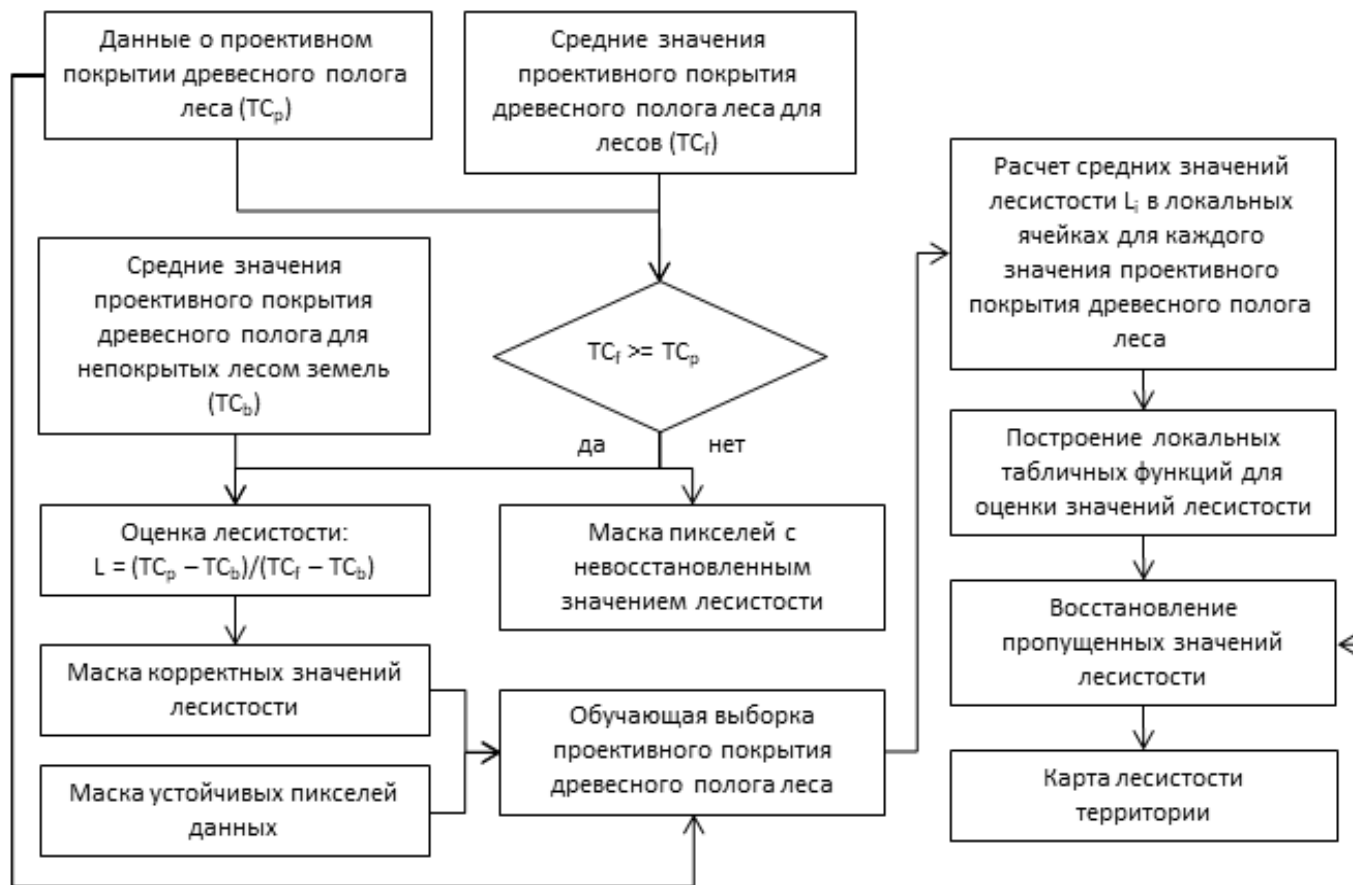 Данные о проективном
покрытии древесного полога
леса (TCp)
Средние значения
проективного покрытия
древесного полога леса для
лесов (TCf)
Средние значения
проективного покрытия
древесного полога для
непокрытых лесом земель
(TCb)
TCf >= TCp
да
нет
Оценка лесистости:
L = (TCp – TCb)/(TCf – TCb)
Маска пикселей с
невосстановленным
значением лесистости
Маска корректных значений
лесистости
Маска устойчивых пикселей
данных
Обучающая выборка
проективного покрытия
древесного полога леса
Расчет средних значений
лесистости Li в локальных
ячейках для каждого
значения проективного
покрытия древесного полога
леса
Построение локальных
табличных функций для
оценки значений лесистости
Восстановление
пропущенных значений
лесистости
Карта лесистости
территории